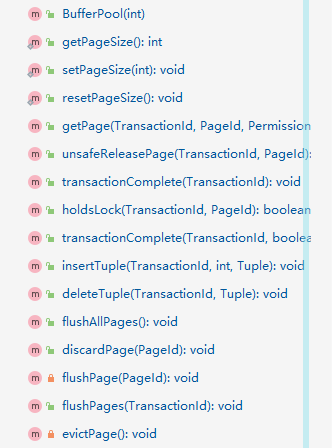 BufferPool(int)
getPageSize(): int
setPageSize(int): void
resetPageSize(): void
getPage(TransactionId, PageId, Permission
unsafeReleasePage(TransactionId, PageId):
transactionComplete(TransactionId): void
holdsLock(TransactionId, PageId): boolean
transactionComplete(TransactionId, boolea
insertTuple(TransactionId, int, Tuple): void
deleteTuple(TransactionId, Tuple): void
flushAllPages(): void
discardPage(PageId): void
flushPage(PageId): void
flushPages(TransactionId): void
evictPage(): void